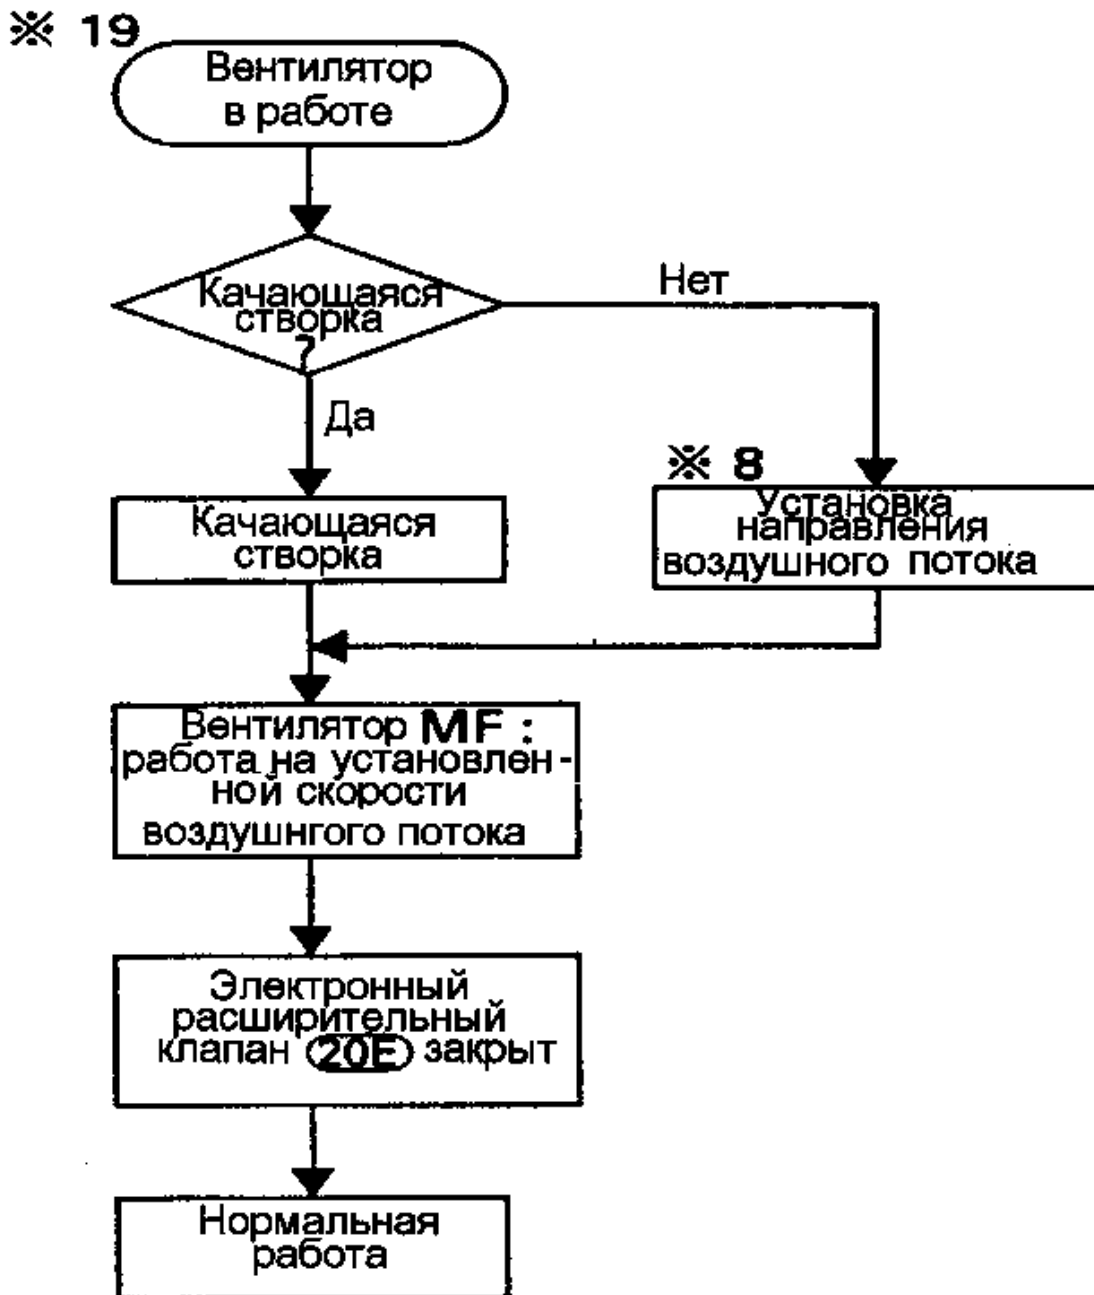 ※ 19
Вентилятор
в работе
Качающаяся
створка
?
Нет
Да
※ 8
Качающаяся
створка
Установка
направления
воздушного потока
Вентилятор MF :
работа на установлен -
ной скорости
воздушнгого потока
Электронный
расширительный
клапан 20E закрыт
Нормальная
работа